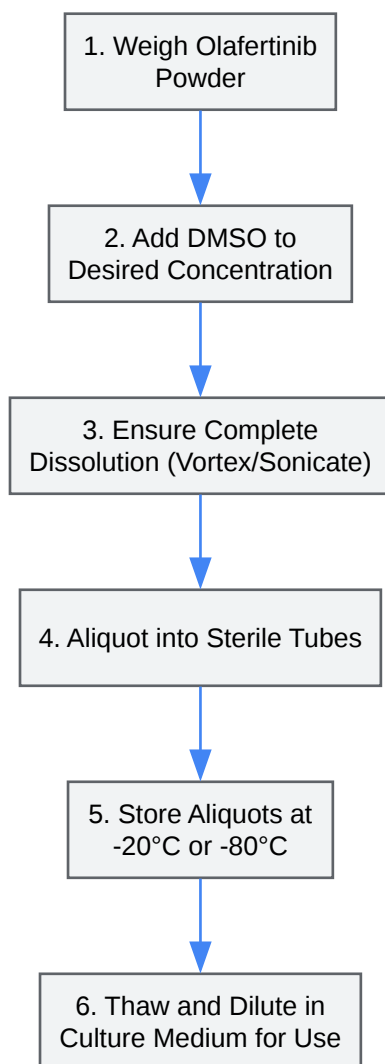 1. Weigh Olafertinib
Powder
2. Add DMSO to
Desired Concentration
3. Ensure Complete
Dissolution (Vortex/Sonicate)
4. Aliquot into Sterile Tubes
5. Store Aliquots at
-20°C or -80°C
6. Thaw and Dilute in
Culture Medium for Use